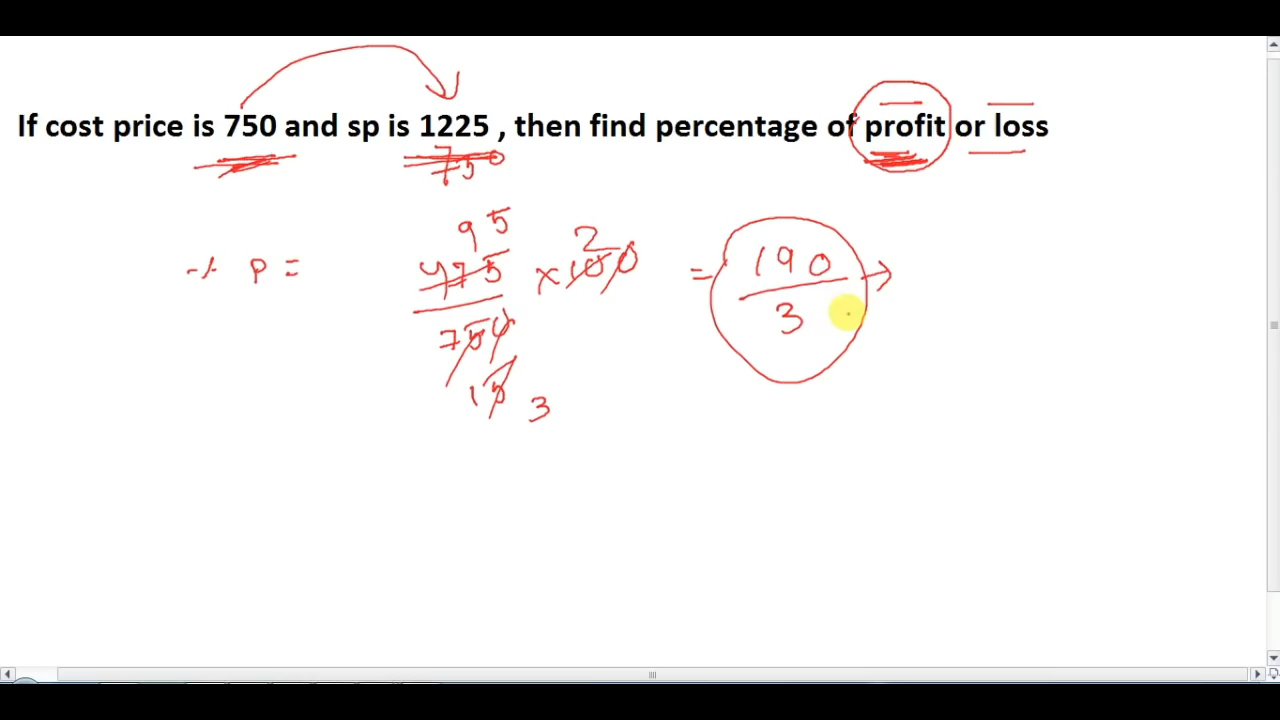 If cost price is 750 and sp is 1225 , then find percentage of profit or loss
750
95 2
% P = 475 × 100 = 190 →
750 3
15 3